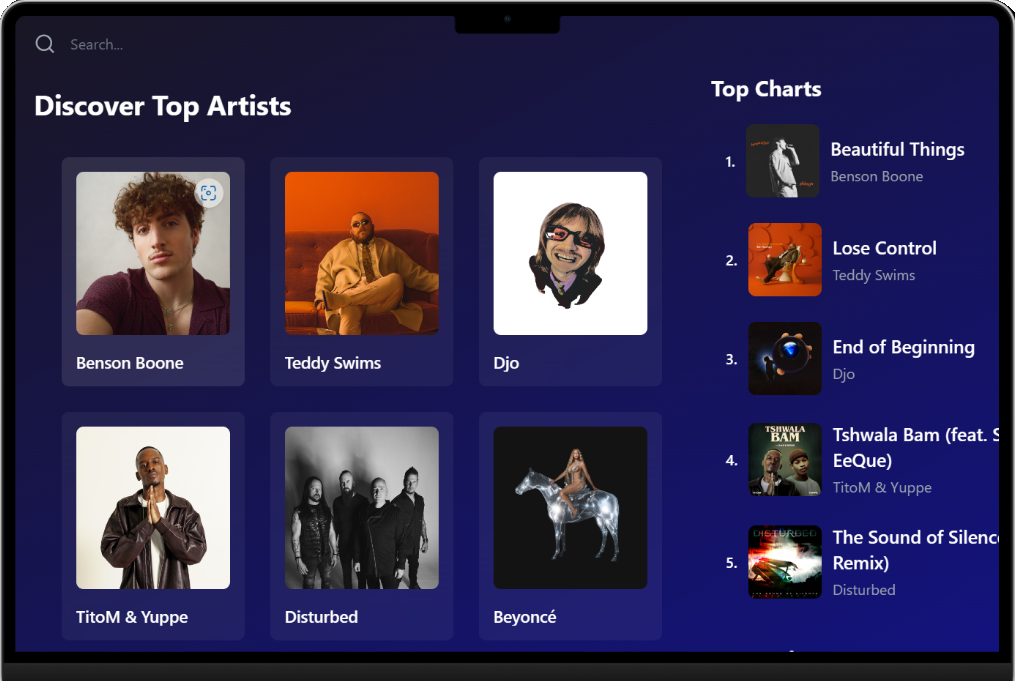 Search...
Discover Top Artists
Benson Boone
Teddy Swims
Djo
TitoM & Yuppe
Disturbed
Beyoncé
Top Charts
1.
Beautiful Things
Benson Boone
2.
Lose Control
Teddy Swims
3.
End of Beginning
Djo
4.
TSHWALA
BAM
Tshwala Bam (feat. S
EeQue)
TitoM & Yuppe
5.
DISTURBED
The Sound of Silenc
Remix)
Disturbed